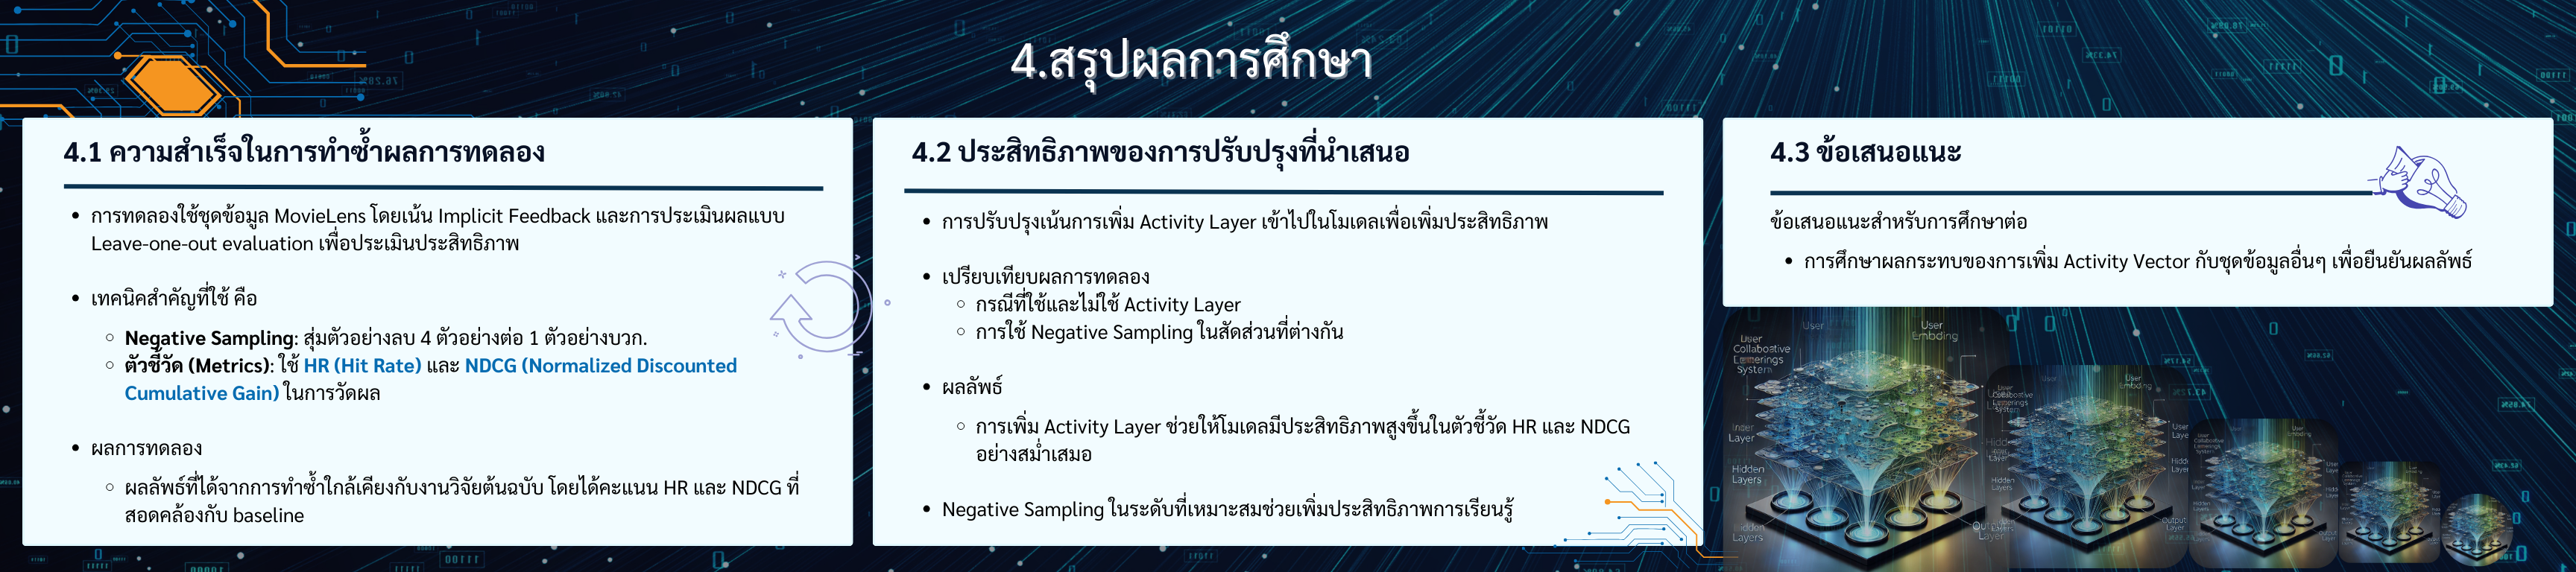 4.สรุปผลการศึกษา
4.1 ความสำเร็จในการทำซ้ำผลการทดลอง
• การทดลองใช้ชุดข้อมูล MovieLens โดยเน้น Implicit Feedback และการประเมินผลแบบ
Leave-one-out evaluation เพื่อประเมินประสิทธิภาพ
• เทคนิคสำคัญที่ใช้ คือ
○ Negative Sampling: สุ่มตัวอย่างลบ 4 ตัวอย่างต่อ 1 ตัวอย่างบวก.
○ ตัวชี้วัด (Metrics): ใช้ HR (Hit Rate) และ NDCG (Normalized Discounted
Cumulative Gain) ในการวัดผล
• ผลการทดลอง
○ ผลลัพธ์ที่ได้จากการทำซ้ำใกล้เคียงกับงานวิจัยต้นฉบับ โดยได้คะแนน HR และ NDCG ที่
สอดคล้องกับ baseline
4.2 ประสิทธิภาพของการปรับปรุงที่นำเสนอ
• การปรับปรุงเน้นการเพิ่ม Activity Layer เข้าไปในโมเดลเพื่อเพิ่มประสิทธิภาพ
• เปรียบเทียบผลการทดลอง
○ กรณีที่ใช้และไม่ใช้ Activity Layer
○ การใช้ Negative Sampling ในสัดส่วนที่ต่างกัน
• ผลลัพธ์
○ การเพิ่ม Activity Layer ช่วยให้โมเดลมีประสิทธิภาพสูงขึ้นในตัวชี้วัด HR และ NDCG
อย่างสม่ำเสมอ
• Negative Sampling ในระดับที่เหมาะสมช่วยเพิ่มประสิทธิภาพการเรียนรู้
4.3 ข้อเสนอแนะ
ข้อเสนอแนะสำหรับการศึกษาต่อ
• การศึกษาผลกระทบของการเพิ่ม Activity Vector กับชุดข้อมูลอื่นๆ เพื่อยืนยันผลลัพธ์
User
User
Embding
Hidden
Layers
Hidden
Layers
Output
Layer